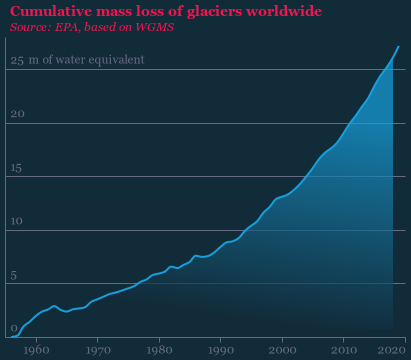 Cumulative mass loss of glaciers worldwide
Source: EPA, based on WGMS
25 m of water equivalent
20
15
10
5
0
1960 1970 1980 1990 2000 2010 2020